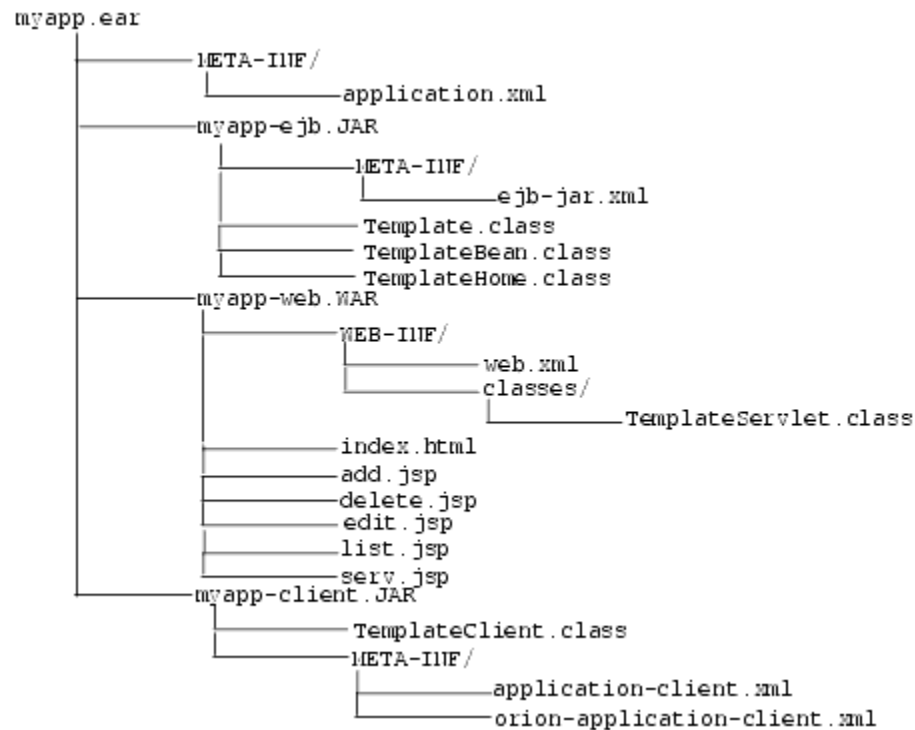 myapp.ear
META-INF/
application.xml
myapp-ejb.JAR
META-INF/
ejb-jar.xml
Template.class
TemplateBean.class
TemplateHome.class
myapp-web.WAR
WEB-INF/
web.xml
classes/
TemplateServlet.class
index.html
add.jsp
delete.jsp
edit.jsp
list.jsp
serv.jsp
myapp-client.JAR
TemplateClient.class
META-INF/
application-client.xml
orion-application-client.xml